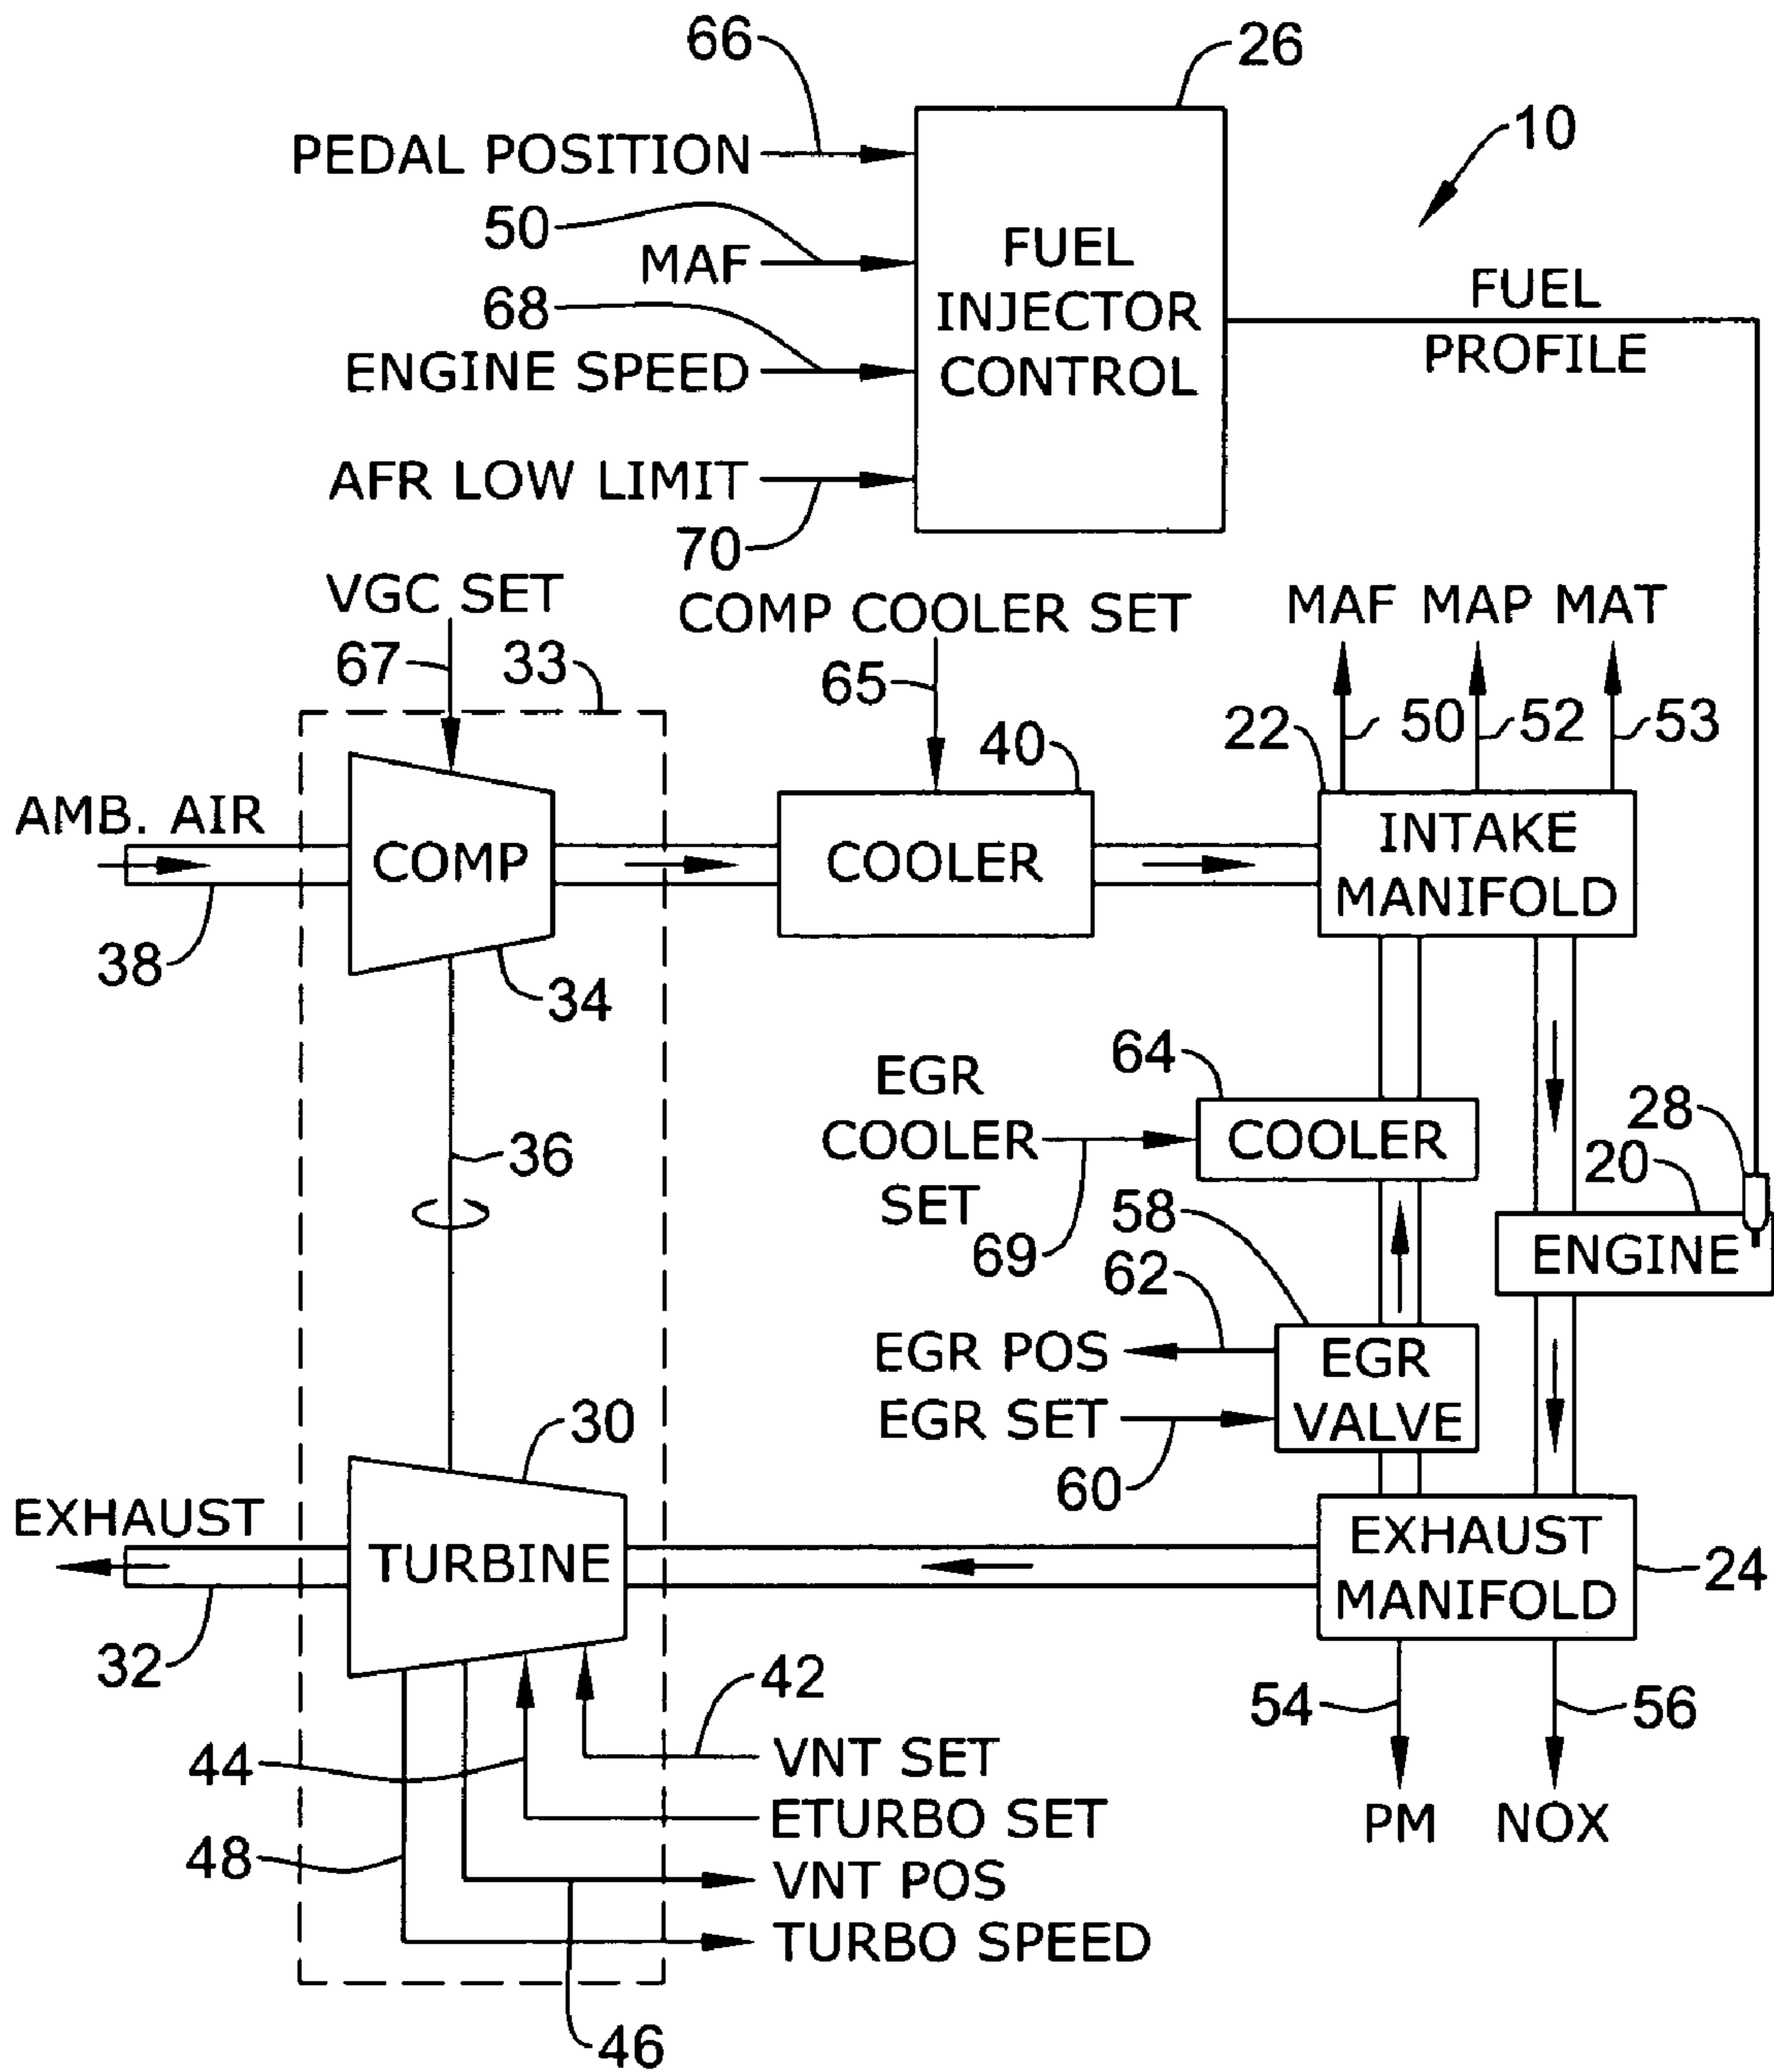 66
26
10
PEDAL POSITION
50
MAF
68
ENGINE SPEED
AFR LOW LIMIT
70
FUEL
INJECTOR
CONTROL
FUEL
PROFILE
VGC SET
67
33
COMP COOLER SET
65
40
MAF MAP MAT
22
50
52
53
AMB. AIR
COMP
COOLER
INTAKE
MANIFOLD
38
34
36
EGR
COOLER
SET
69
64
COOLER
28
20
ENGINE
58
62
EGR POS
EGR SET
60
EGR
VALVE
30
EXHAUST
TURBINE
EXHAUST
MANIFOLD
24
32
42
44
48
VNT SET
ETURBO SET
VNT POS
TURBO SPEED
46
54
56
PM
NOX